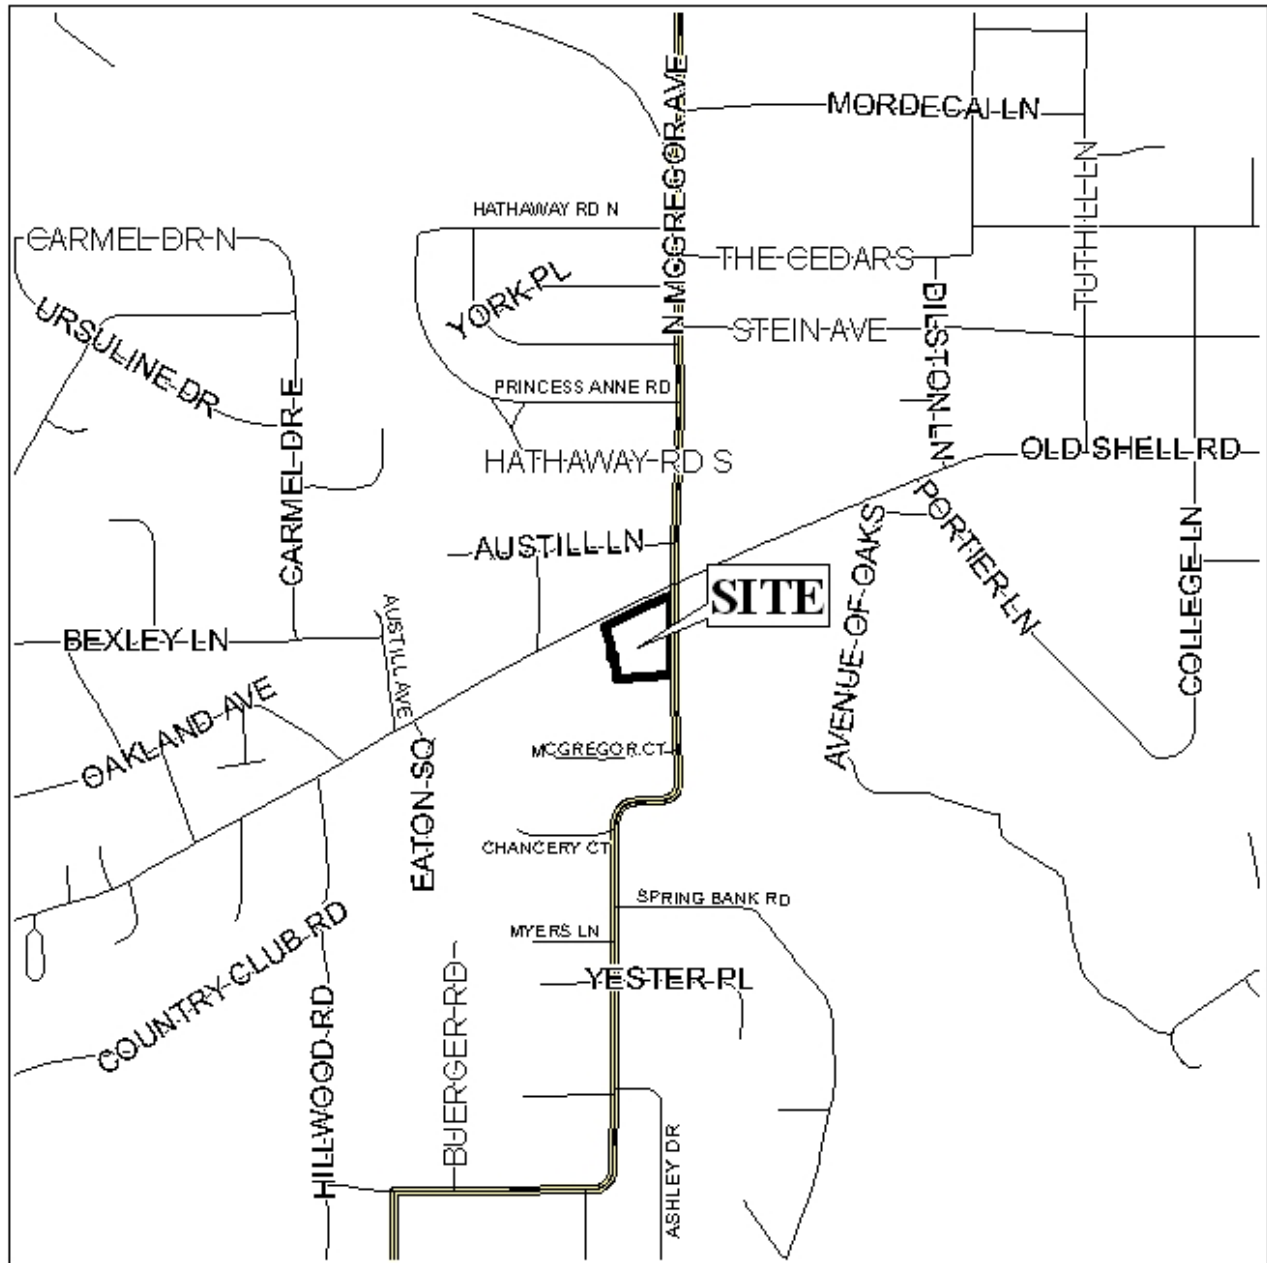 N MCGREGOR AVE
MORDECAI LN
TUTHILL LN
HATHAWAY RD N
CARMEL DR N
THE CEDARS
YORK PL
DILSTON LN
URSULINE DR
STEIN AVE
PRINCESS ANNE RD
CARMEL DR E
HATHAWAY RD S
OLD SHELL RD
AUSTILL LN
AVENUE OF OAKS
PORTIER LN
COLLEGE LN
SITE
BEXLEY LN
AUSTILL AVE
OAKLAND AVE
EATON SQ
MCGREGOR CT
CHANCERY CT
SPRING BANK RD
MYERS LN
COUNTRY CLUB RD
YESTER PL
HILLWOOD RD
BUERGER RD
ASHLEY DR